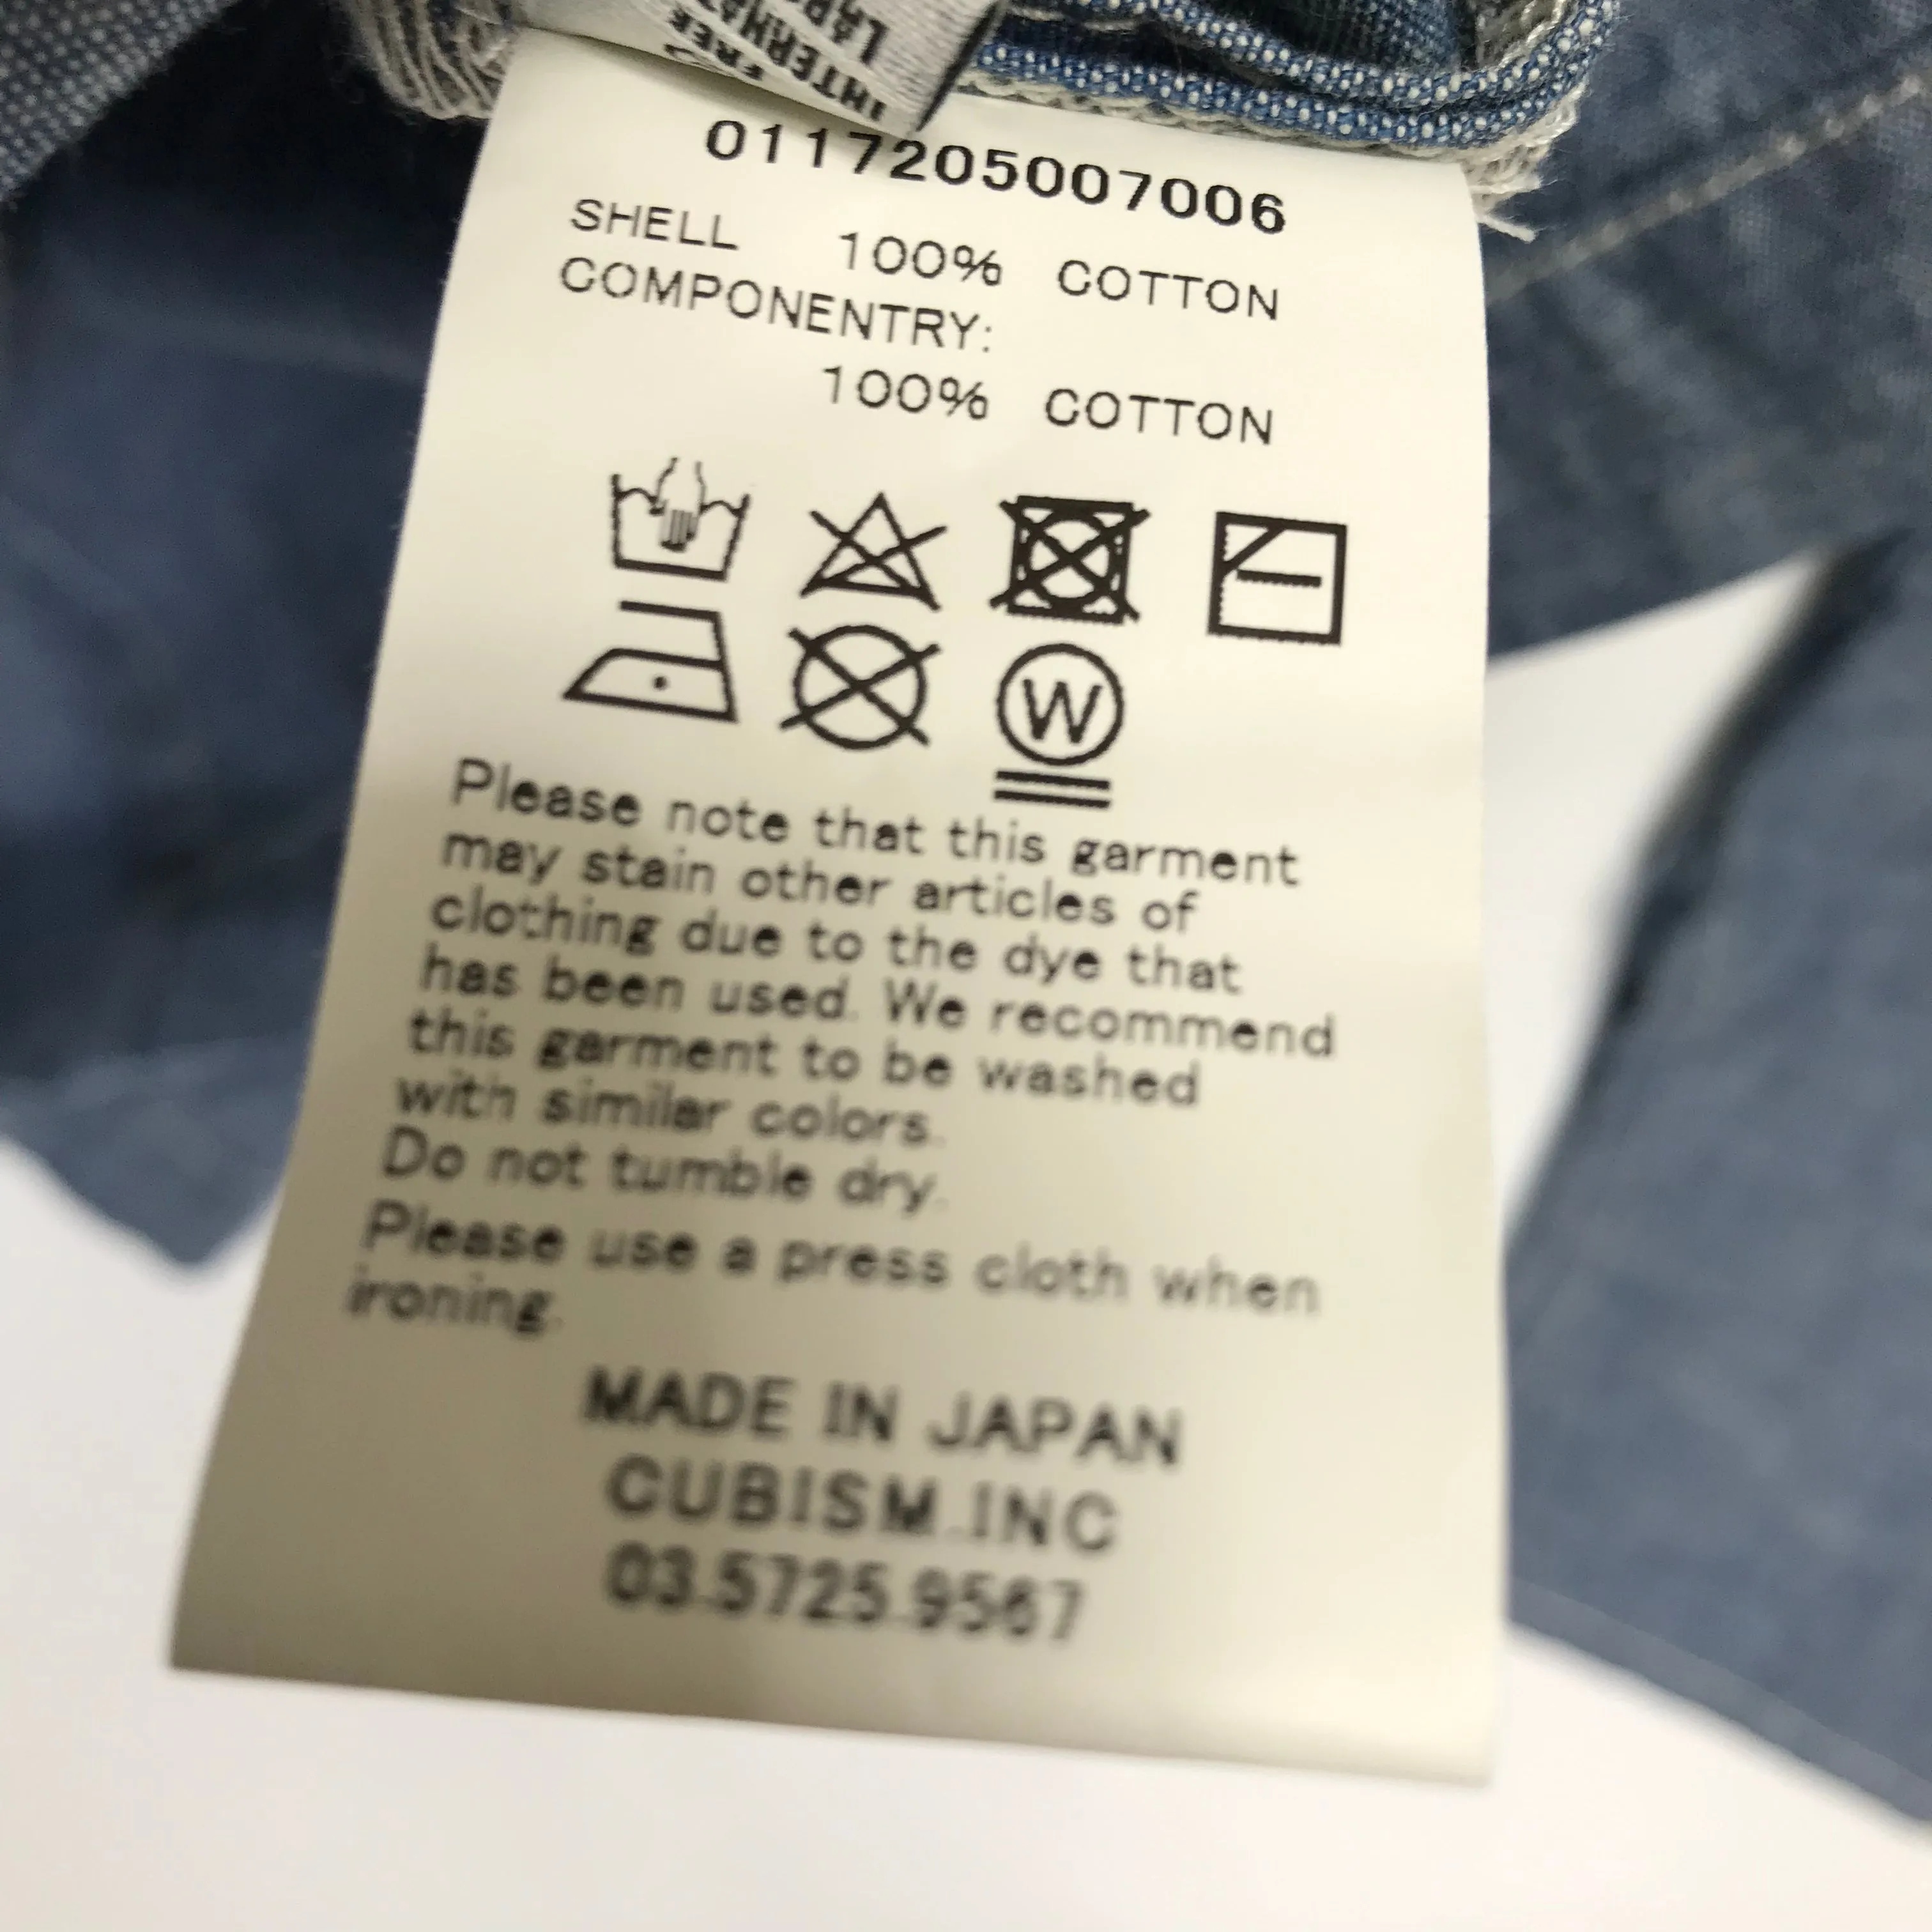 0117205007006
SHELL 100% COTTON
COMPONENTRY:
100% COTTON
W
Please note that this garment
may stain other articles of
clothing due to the dye that
has been used. We recommend
this garment to be washed
with similar colors.
Do not tumble dry.
Please use a press cloth when
ironing.
MADE IN JAPAN
CUBISM.INC
03.5725.9567